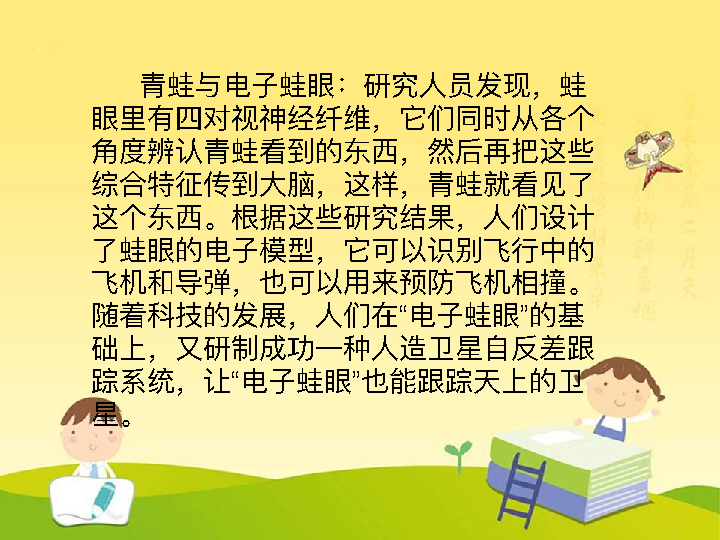 青蛙与电子蛙眼：研究人员发现，蛙
眼里有四对视神经纤维，它们同时从各个
角度辨认青蛙看到的东西，然后再把这些
综合特征传到大脑，这样，青蛙就看见了
这个东西。根据这些研究结果，人们设计
了蛙眼的电子模型，它可以识别飞行中的
飞机和导弹，也可以用来预防飞机相撞。
随着科技的发展，人们在“电子蛙眼”的基
础上，又研制成功一种人造卫星自反差跟
踪系统，让“电子蛙眼”也能跟踪天上的卫
星。
二月天